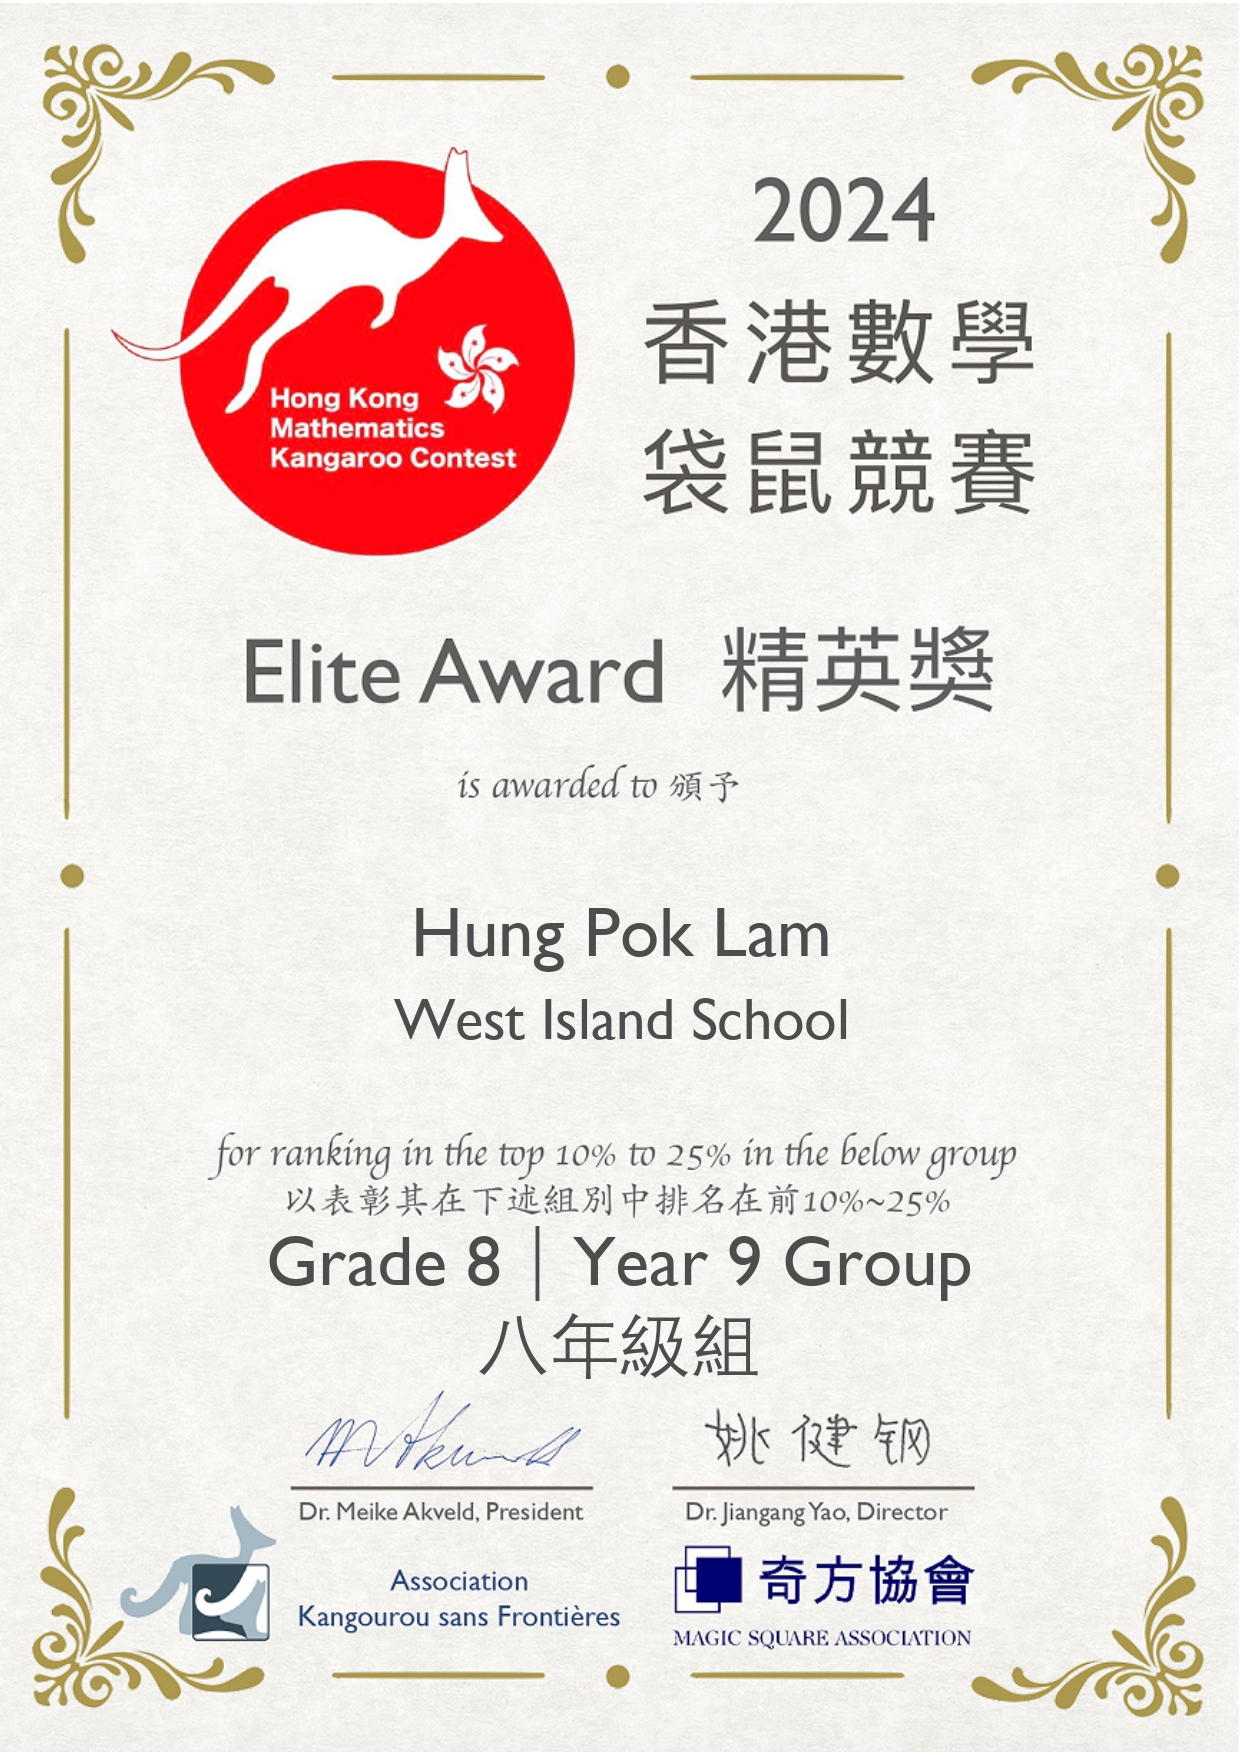 2024
香港數學
袋鼠競賽
Hong Kong
Mathematics
Kangaroo Contest
Elite Award 精英獎
is awarded to 頒予
Hung Pok Lam
West Island School
for ranking in the top 10% to 25% in the below group
以表彰其在下述組別中排名在前10%~25%
Grade 8 | Year 9 Group
八年級組
姚健钢
Dr. Meike Akveld, President
Dr. Jiangang Yao, Director
Association
Kangourou sans Frontières
奇方協會
MAGIC SQUARE ASSOCIATION